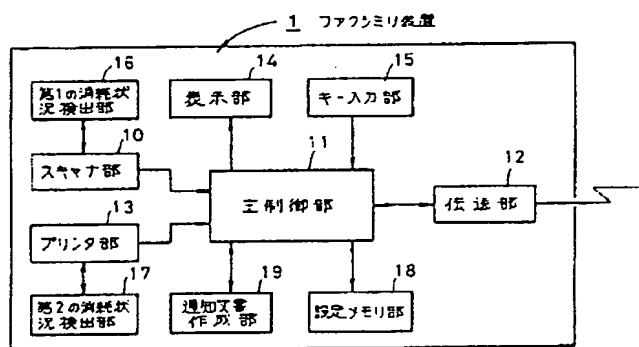 1 ファクシミリ装置
16
第1の消耗状
況検出部
14
表示部
15
キー入力部
10
スキャナ部
11
主制御部
12
伝送部
13
プリンタ部
17
第2の消耗状
況検出部
19
通知文書
作成部
18
設定メモリ部